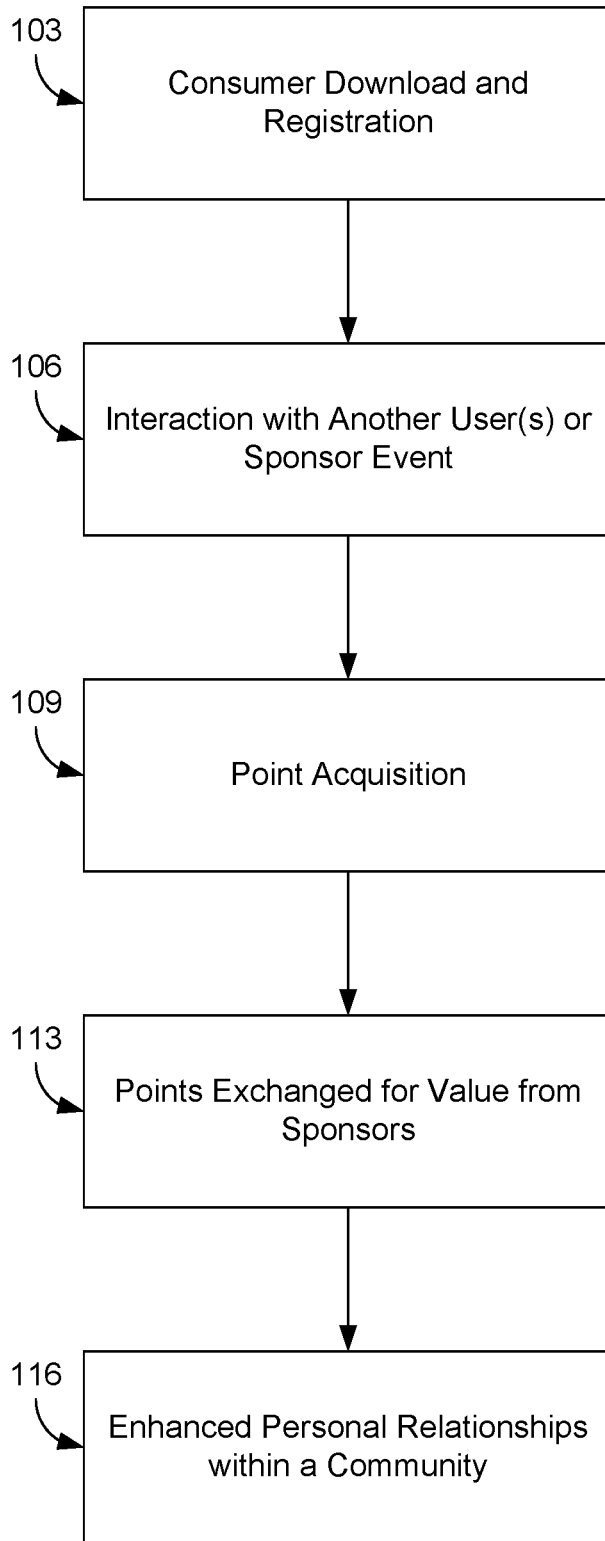 103
Consumer Download and
Registration
106
Interaction with Another User(s) or
Sponsor Event
109
Point Acquisition
113
Points Exchanged for Value from
Sponsors
116
Enhanced Personal Relationships
within a Community